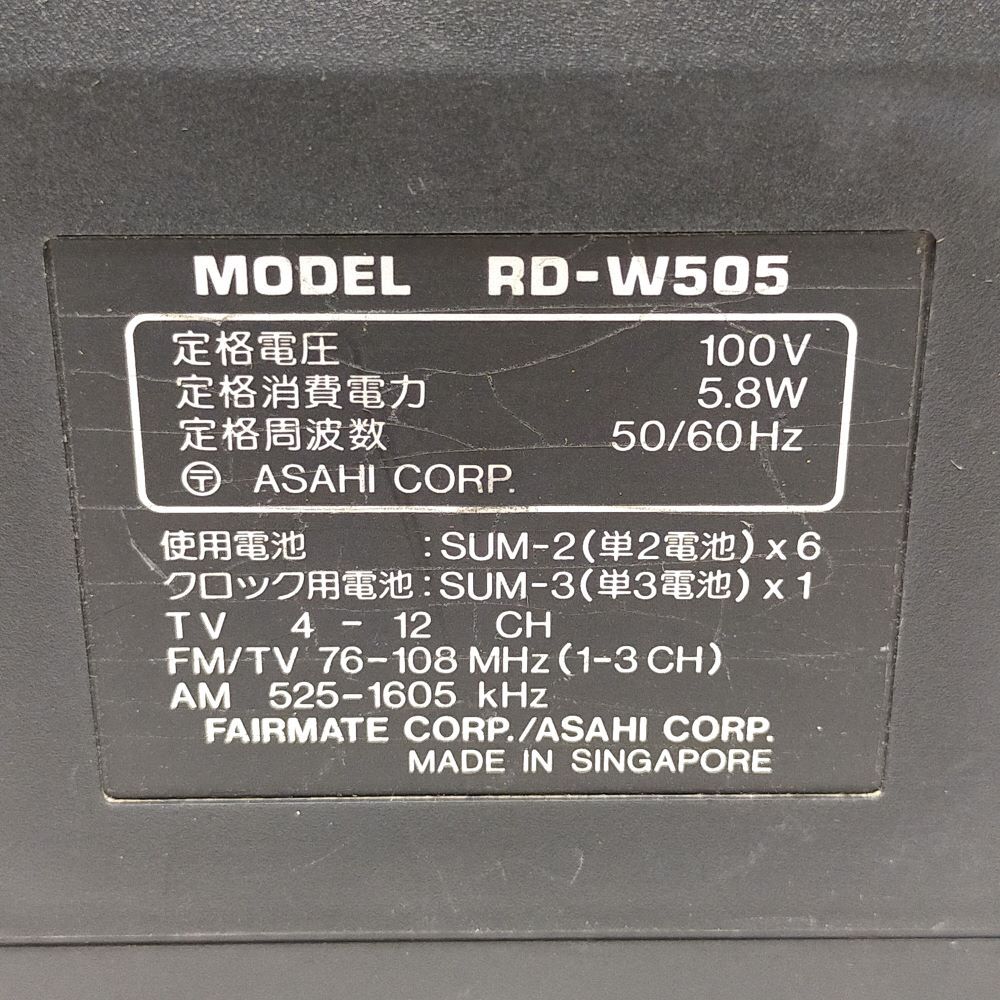 MODEL RD-W505
定格電圧 100V
定格消費電力 5.8W
定格周波数 50/60Hz
〶 ASAHI CORP.
使用電池 :SUM-2(単2電池)x6
クロック用電池:SUM-3(単3電池)x1
TV 4 - 12 CH
FM/TV 76-108 MHz (1-3 CH)
AM 525-1605 kHz
FAIRMATE CORP./ASAHI CORP.
MADE IN SINGAPORE